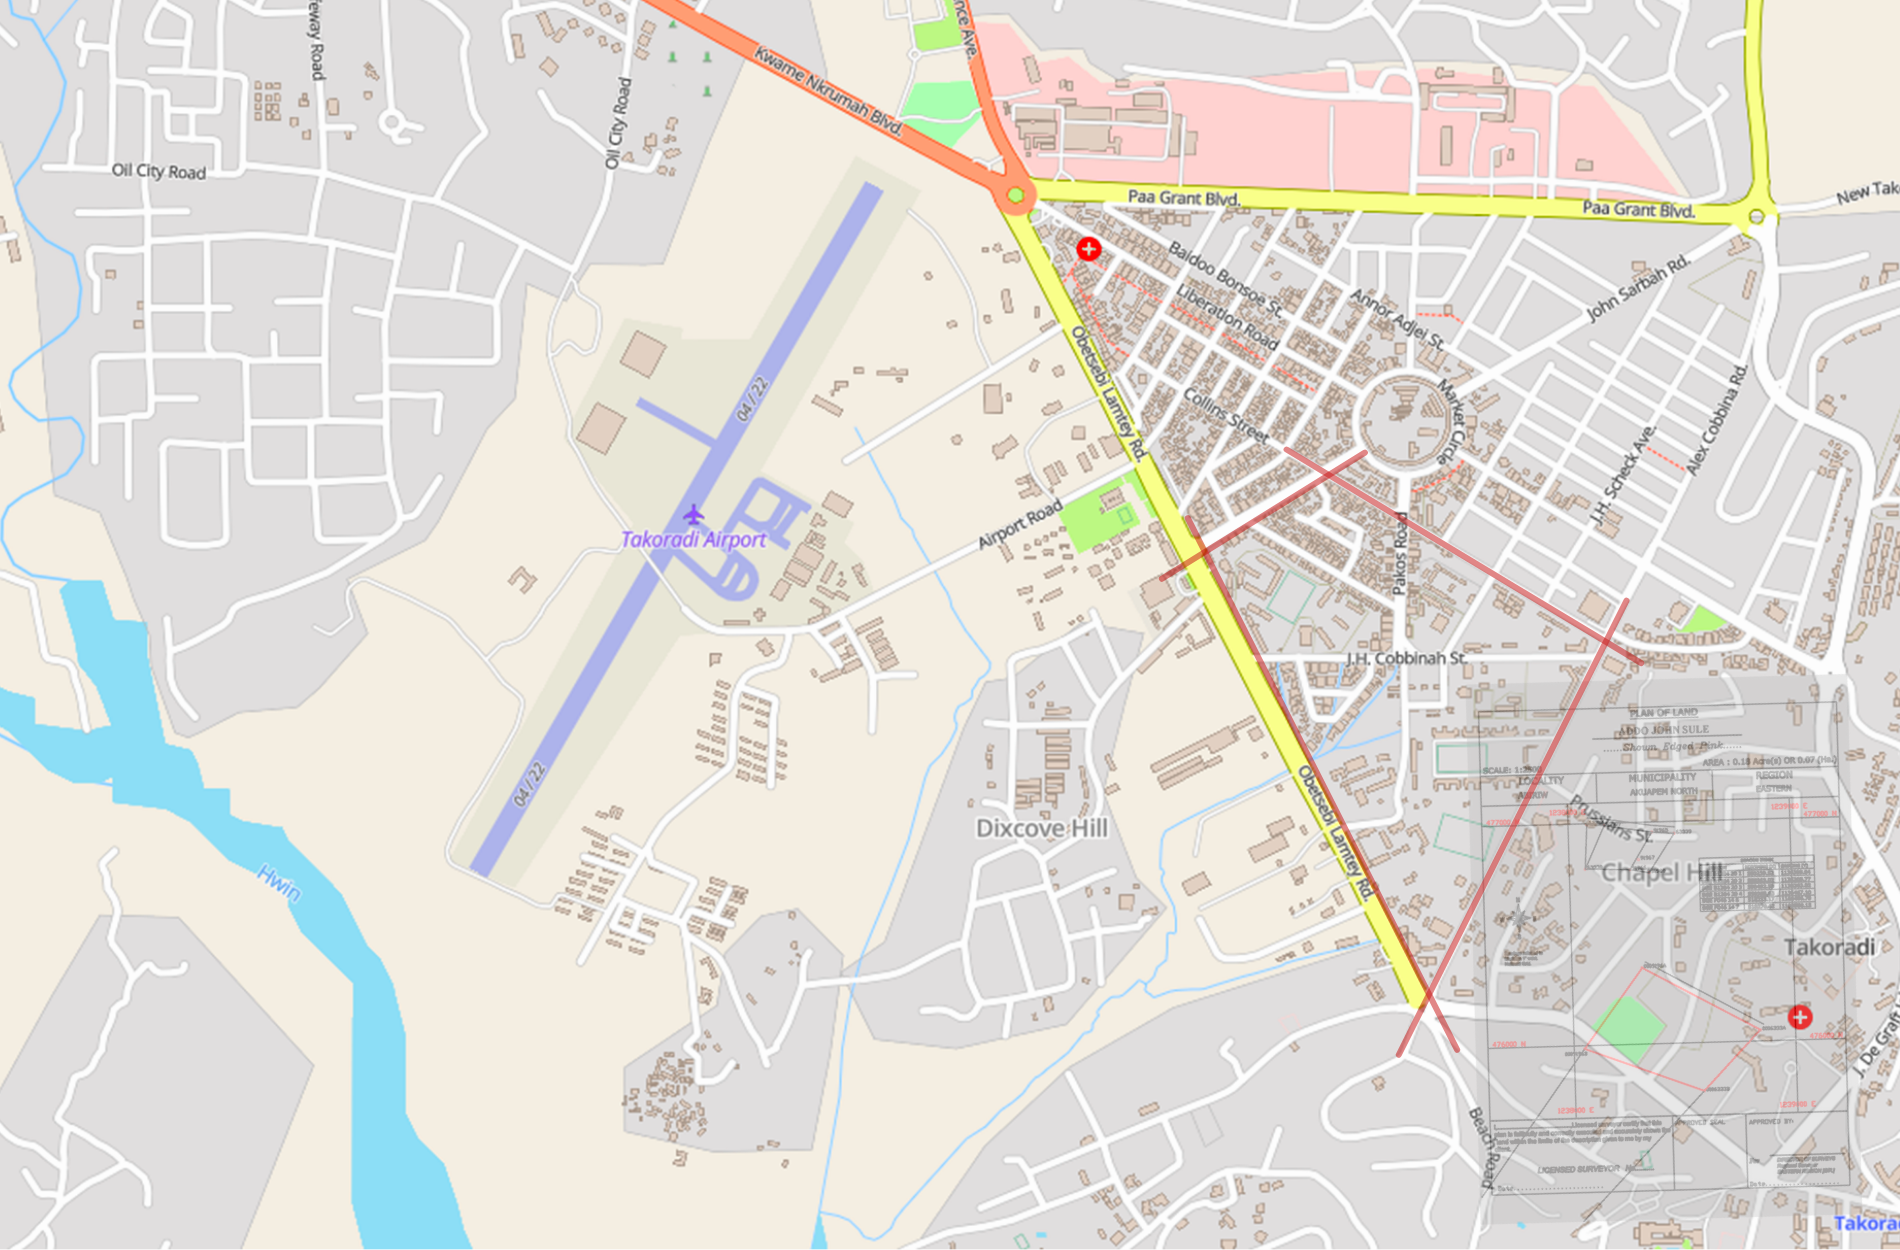 eway Road
nce Ave.
Kwame Nkrumah Blvd.
Oil City Road
Oil City Road
Paa Grant Blvd.
Paa Grant Blvd.
New Tak
Baidoo Bonsoe St.
John Sarbah Rd.
Liberation Road
Annor Adjei St.
Obetsebi Lamtey Rd.
04 / 22
Collins Street
Market Circle
Alex Cobbina Rd.
J.H. Scheck Ave.
Airport Road
Takoradi Airport
Pakos Road
J.H. Cobbinah St.
PLAN OF LAND
ADDO JOHN SULE
Shown Edged Pink
AREA : 0.18 Acre(s) OR 0.07 (Ha.)
SCALE: 1:2500
LOCALITY
MUNICIPALITY
REGION
AKUAPEM NORTH
EASTERN
04 / 22
Obetsebi Lamtey Rd.
Prussians St.
Dixcove Hill
Chapel Hill
Hwin
Takoradi
476000 N
J. De Graft
Beach Road
APPROVED BY:
LICENSED SURVEYOR
Date
Takora